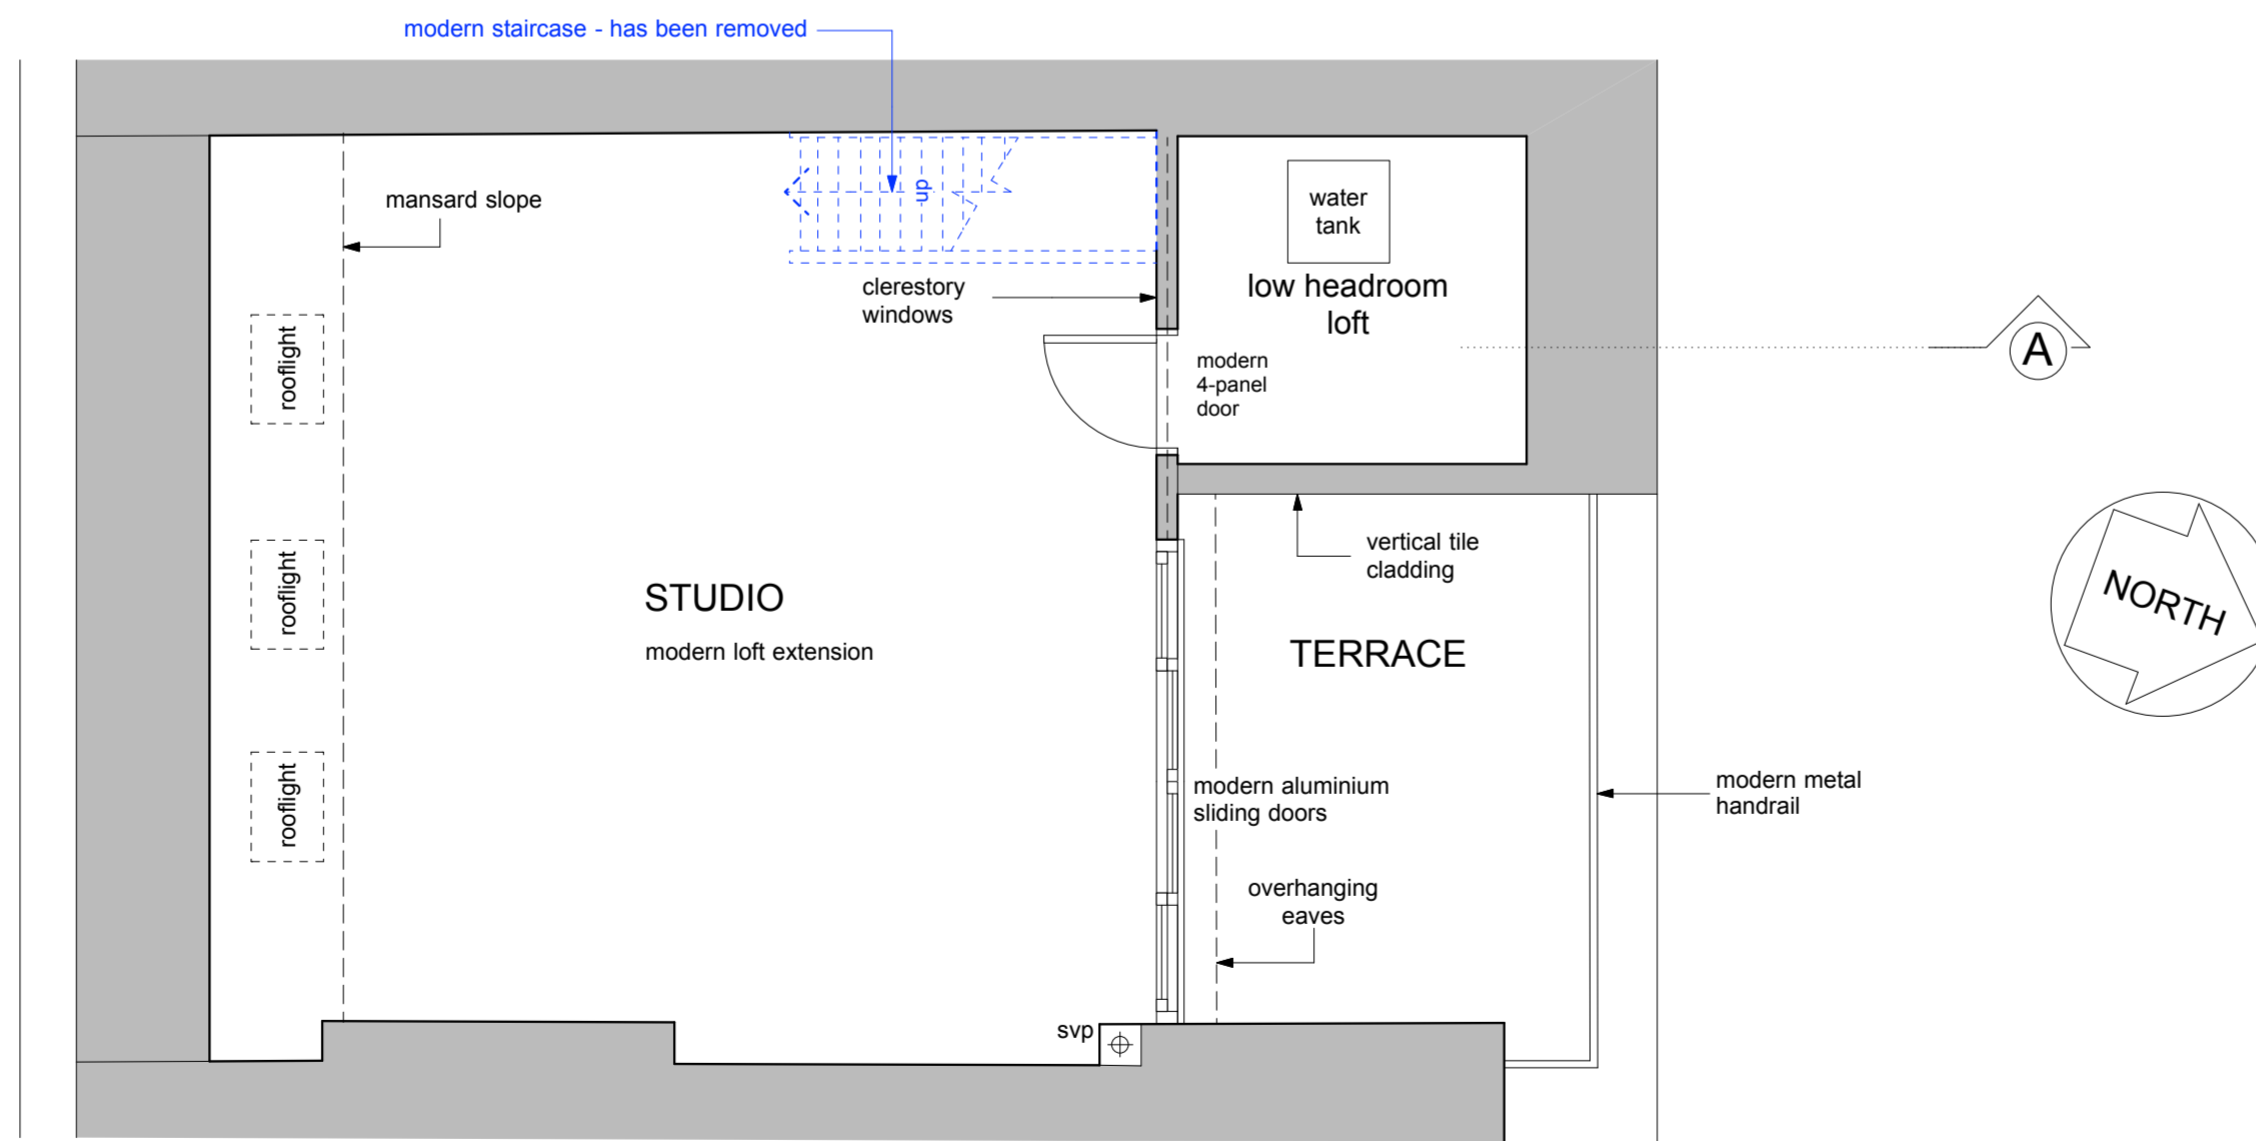 modern staircase - has been removed
mansard slope
dn
water
tank
clerestory
windows
low headroom
loft
rooflight
modern
4-panel
door
A
vertical tile
cladding
rooflight
STUDIO
modern loft extension
TERRACE
NORTH
rooflight
modern aluminium
sliding doors
modern metal
handrail
overhanging
eaves
svp